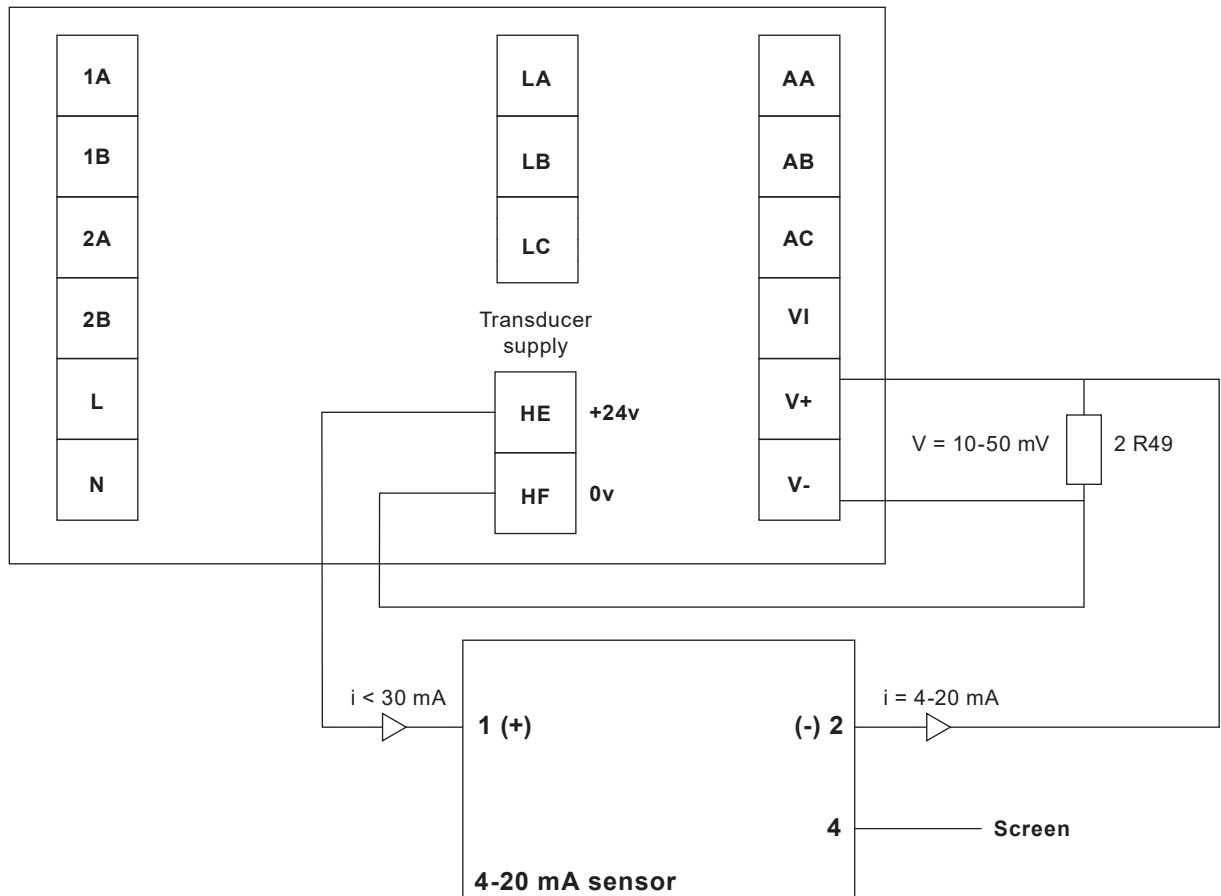 1A
1B
2A
2B
L
N
LA
LB
LC
Transducer
supply
HE +24v
HF 0v
AA
AB
AC
VI
V+
V-
V = 10-50 mV
2 R49
i < 30 mA
1 (+)
(-) 2
i = 4-20 mA
4
Screen
4-20 mA sensor